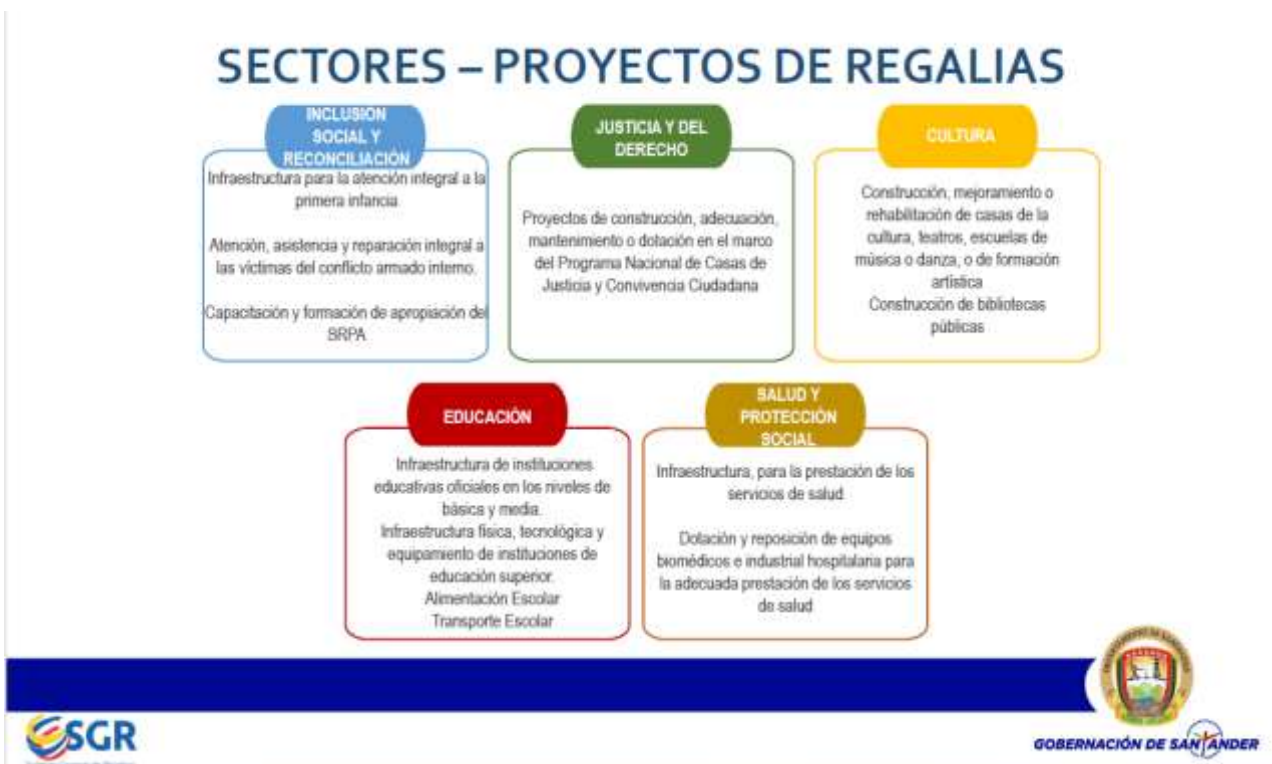 SECTORES – PROYECTOS DE REGALIAS
INCLUSIÓN
SOCIAL Y
RECONCILIACIÓN
Infraestructura para la atención integral a la
primera infancia
Atención, asistencia y reparación integral a
las víctimas del conflicto armado interno.
Capacitación y formación de apropiación del
SRPA
JUSTICIA Y DEL
DERECHO
Proyectos de construcción, adecuación,
mantenimiento o dotación en el marco
del Programa Nacional de Casas de
Justicia y Convivencia Ciudadana
CULTURA
Construcción, mejoramiento o
rehabilitación de casas de la
cultura, teatros, escuelas de
música o danza, o de formación
artística
Construcción de bibliotecas
públicas
EDUCACIÓN
Infraestructura de instituciones
educativas oficiales en los niveles de
básica y media.
Infraestructura física, tecnológica y
equipamiento de instituciones de
educación superior.
Alimentación Escolar
Transporte Escolar
SALUD Y
PROTECCIÓN
SOCIAL
Infraestructura, para la prestación de los
servicios de salud
Dotación y reposición de equipos
biomédicos e industrial hospitalaria para
la adecuada prestación de los servicios
de salud
SGR
GOBERNACIÓN DE SANTANDER